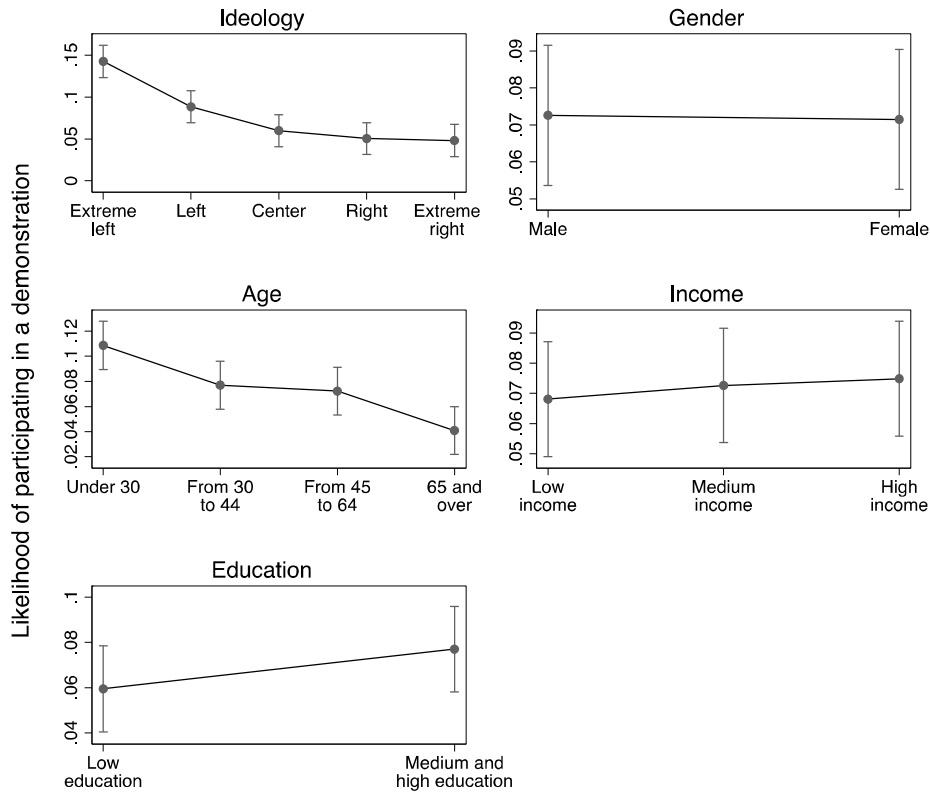 Likelihood of participating in a demonstration
Ideology
.15
.1
.05
0
Extreme left
Left
Center
Right
Extreme right
Gender
.09
.08
.07
.06
.05
Male
Female
Age
.12
.1
.08
.06
.04
.02
Under 30
From 30 to 44
From 45 to 64
65 and over
Income
.09
.08
.07
.06
.05
Low income
Medium income
High income
Education
.1
.08
.06
.04
Low education
Medium and high education